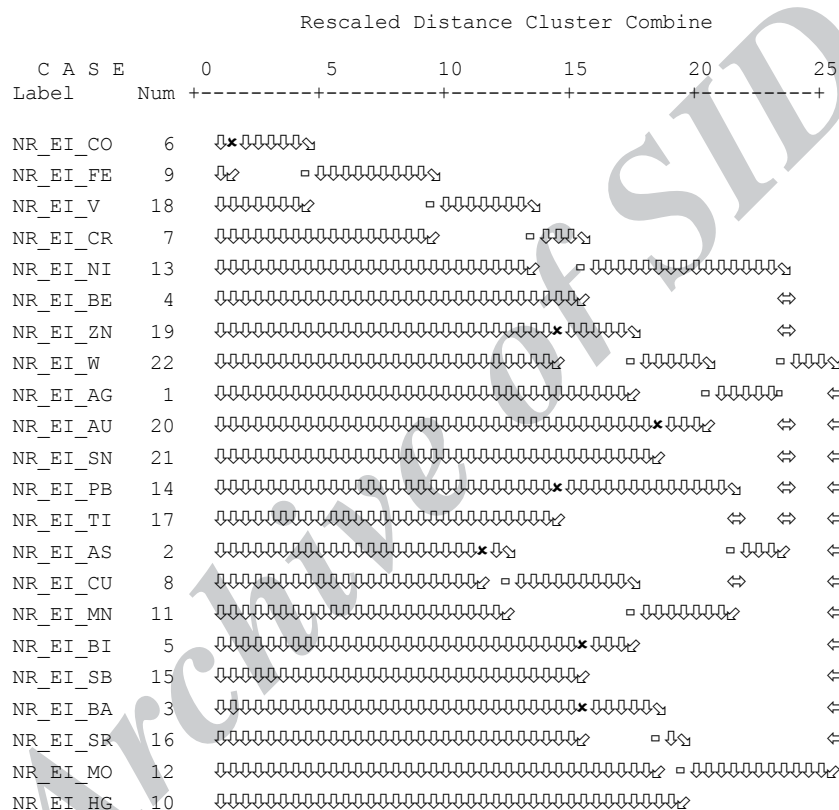 Rescaled Distance Cluster Combine
C A S E 0 5 10 15 20 25
Label Num +---------+---------+---------+---------+---------+
NR_EI_CO 6
NR_EI_FE 9
NR_EI_V 18
NR_EI_CR 7
NR_EI_NI 13
NR_EI_BE 4
NR_EI_ZN 19
NR_EI_W 22
NR_EI_AG 1
NR_EI_AU 20
NR_EI_SN 21
NR_EI_PB 14
NR_EI_TI 17
NR_EI_AS 2
NR_EI_CU 8
NR_EI_MN 11
NR_EI_BI 5
NR_EI_SB 15
NR_EI_BA 3
NR_EI_SR 16
NR_EI_MO 12
NR_EI_HG 10
Archive of SID